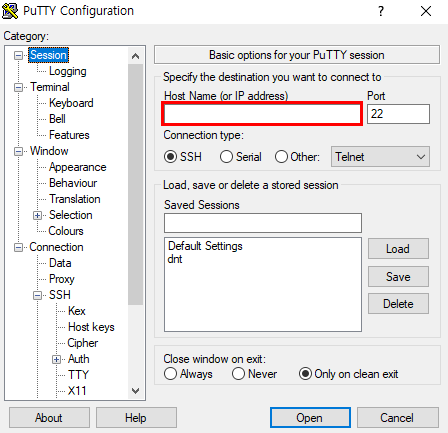 PuTTY Configuration
Category:
Session
Logging
Terminal
Keyboard
Bell
Features
Window
Appearance
Behaviour
Translation
Selection
Colours
Connection
Data
Proxy
SSH
Kex
Host keys
Cipher
Auth
TTY
X11
Basic options for your PuTTY session
Specify the destination you want to connect to
Host Name (or IP address) Port
22
Connection type:
SSH Serial Other: Telnet
Load, save or delete a stored session
Saved Sessions
Default Settings
dnt
Load
Save
Delete
Close window on exit:
Always Never Only on clean exit
About Help Open Cancel